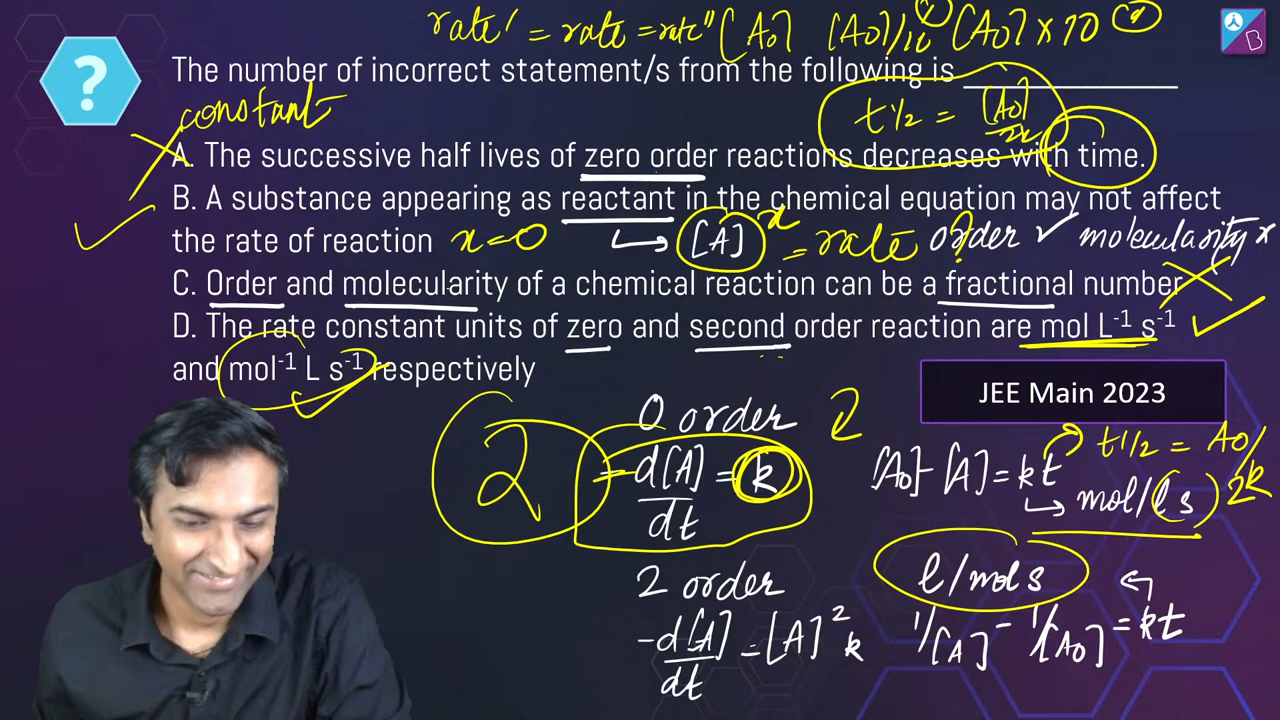 rate' = rate = rate" [A₀] [A₀]/10 [A₀] × 10
?
B
The number of incorrect statement/s from the following is ____________
constant
t½ = [A₀]/2k
A. The successive half lives of zero order reactions decreases with time.
B. A substance appearing as reactant in the chemical equation may not affect
the rate of reaction x=0 → [A]ˣ = rate order ✓ molecularity ×
?
C. Order and molecularity of a chemical reaction can be a fractional number
D. The rate constant units of zero and second order reaction are mol L⁻¹ s⁻¹
and mol⁻¹ L s⁻¹ respectively
JEE Main 2023
0 order 2
2
= d[A]/dt = k
[A₀] - [A] = kt → t½ = A₀/2k
→ mol/(l s)
2 order
l/mol s
-d[A]/dt = [A]² k
1/[A] - 1/[A₀] = kt